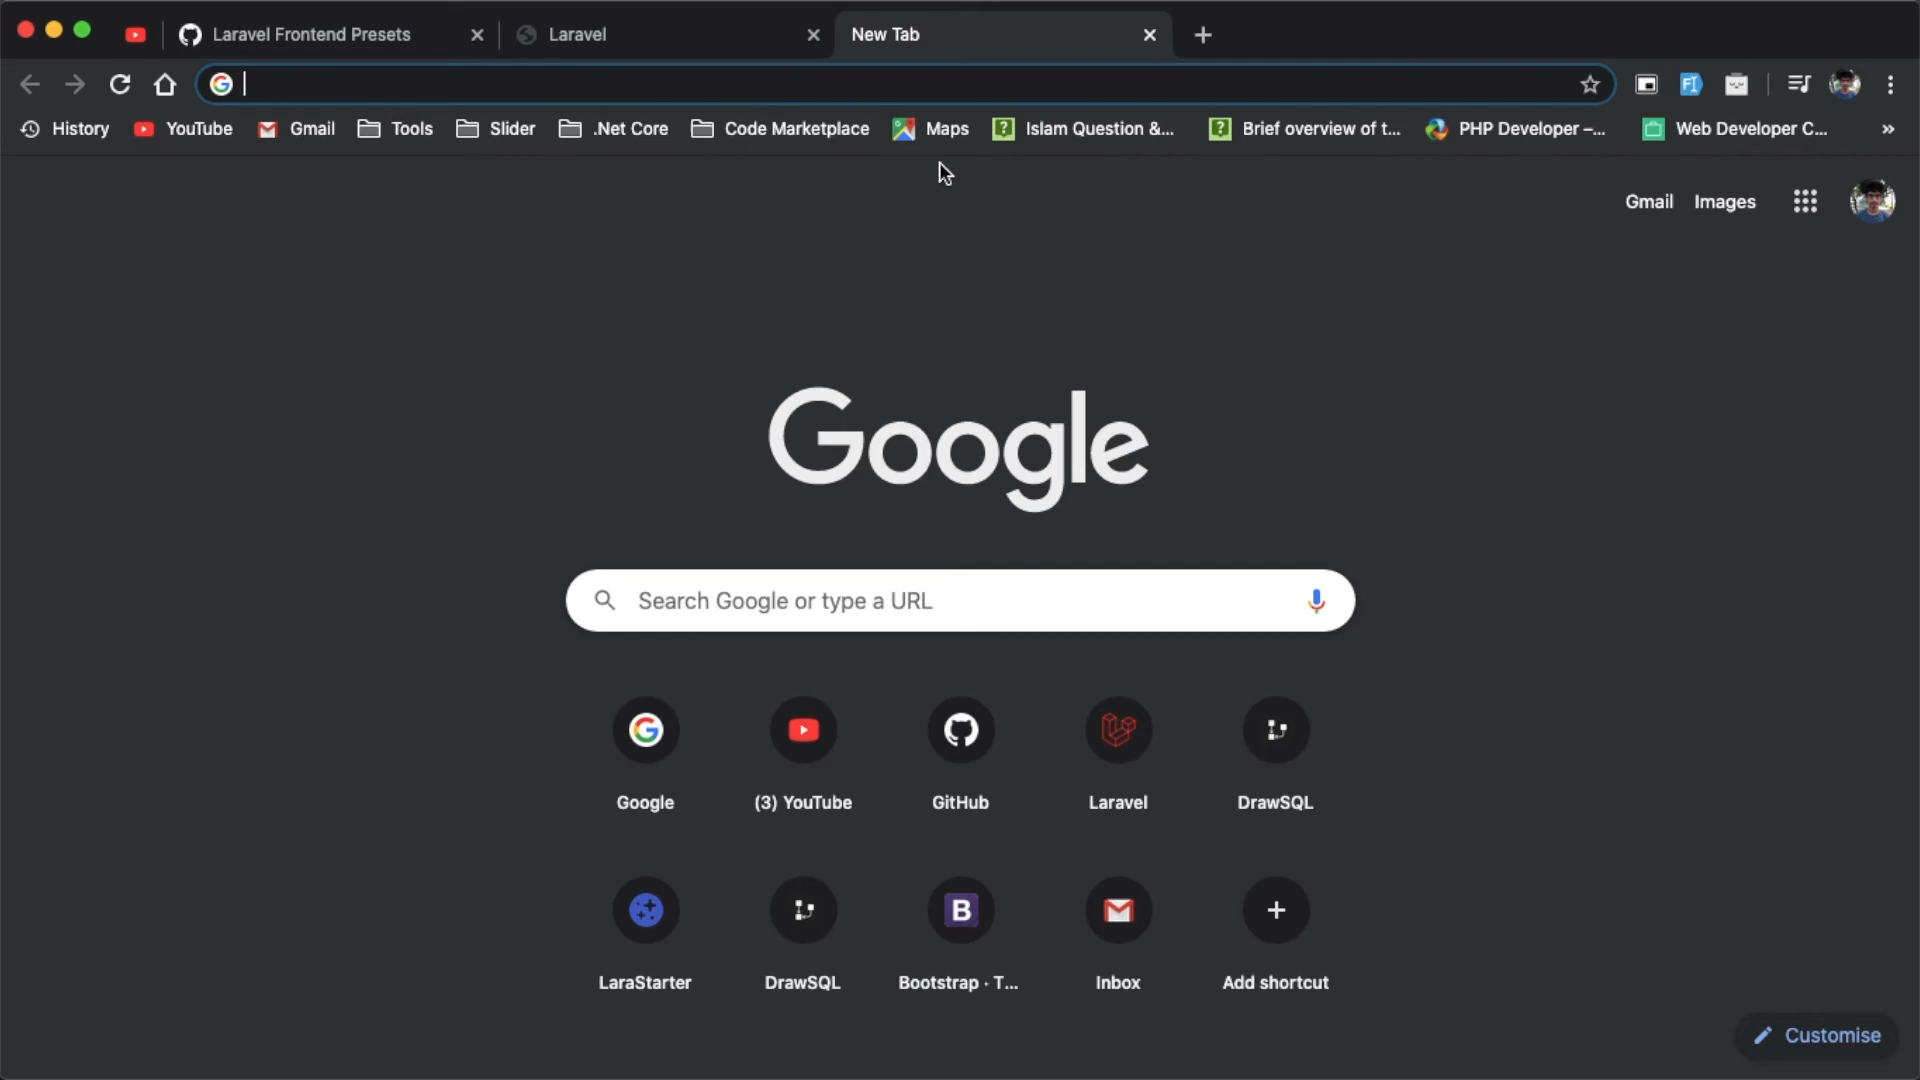 Laravel Frontend Presets
Laravel
New Tab
History
YouTube
Gmail
Tools
Slider
.Net Core
Code Marketplace
Maps
Islam Question &...
Brief overview of t...
PHP Developer –...
Web Developer C...
Gmail
Images
Google
Search Google or type a URL
Google
(3) YouTube
GitHub
Laravel
DrawSQL
LaraStarter
DrawSQL
B
Bootstrap · T...
Inbox
Add shortcut
Customise